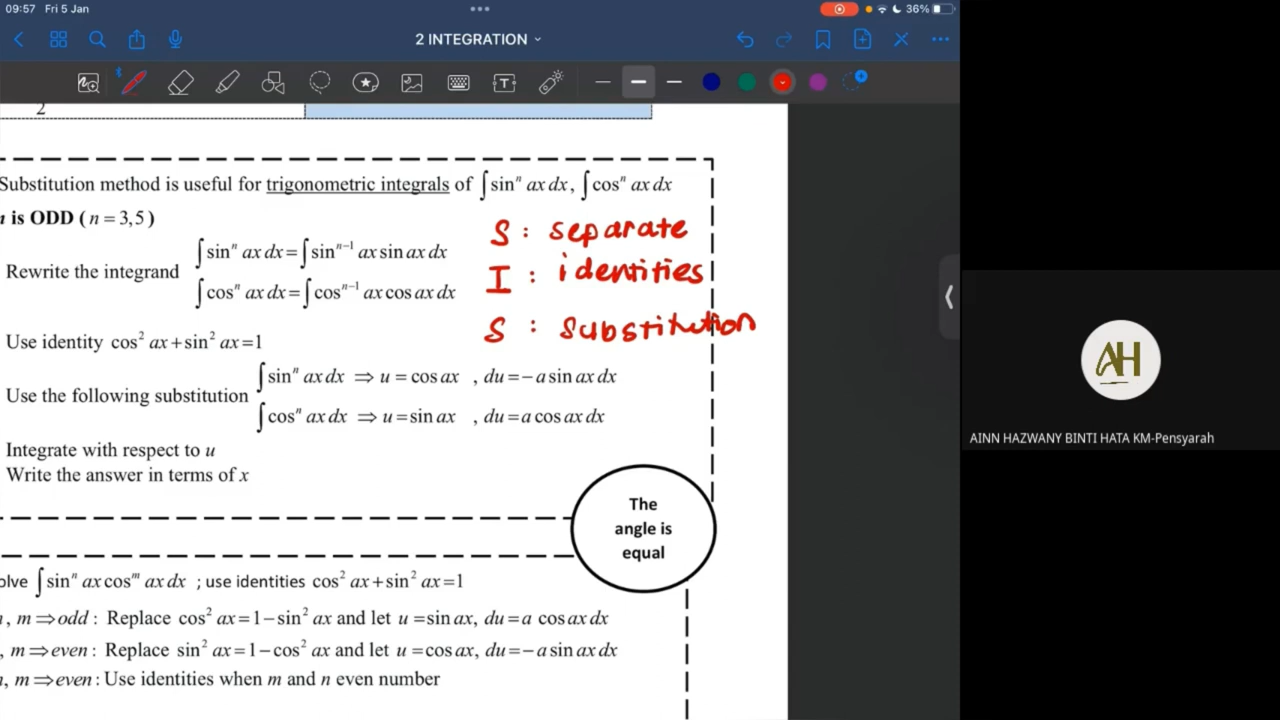 09:57 Fri 5 Jan
36%
2 INTEGRATION
2
Substitution method is useful for trigonometric integrals of ∫ sinⁿ ax dx, ∫ cosⁿ ax dx
is ODD ( n = 3,5 )
S : separate
Rewrite the integrand
∫ sinⁿ ax dx = ∫ sinⁿ⁻¹ ax sin ax dx
∫ cosⁿ ax dx = ∫ cosⁿ⁻¹ ax cos ax dx
I : identities
S : substitution
Use identity cos² ax + sin² ax = 1
Use the following substitution
∫ sinⁿ ax dx ⇒ u = cos ax , du = −a sin ax dx
∫ cosⁿ ax dx ⇒ u = sin ax , du = a cos ax dx
Integrate with respect to u
Write the answer in terms of x
The
angle is
equal
olve ∫ sinⁿ ax cosᵐ ax dx ; use identities cos² ax + sin² ax = 1
, m ⇒ odd : Replace cos² ax = 1 − sin² ax and let u = sin ax, du = a cos ax dx
, m ⇒ even : Replace sin² ax = 1 − cos² ax and let u = cos ax, du = −a sin ax dx
, m ⇒ even : Use identities when m and n even number
AH
AINN HAZWANY BINTI HATA KM-Pensyarah